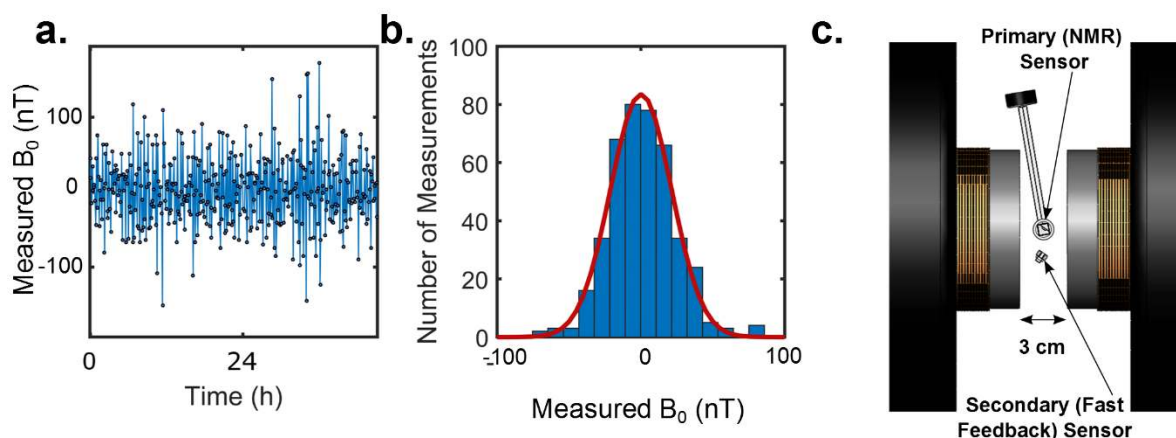 a.
Measured B₀ (nT)
100
0
-100
0
24
Time (h)
b.
Number of Measurements
100
80
60
40
20
0
-100
0
100
Measured B₀ (nT)
c.
Primary (NMR)
Sensor
3 cm
Secondary (Fast
Feedback) Sensor